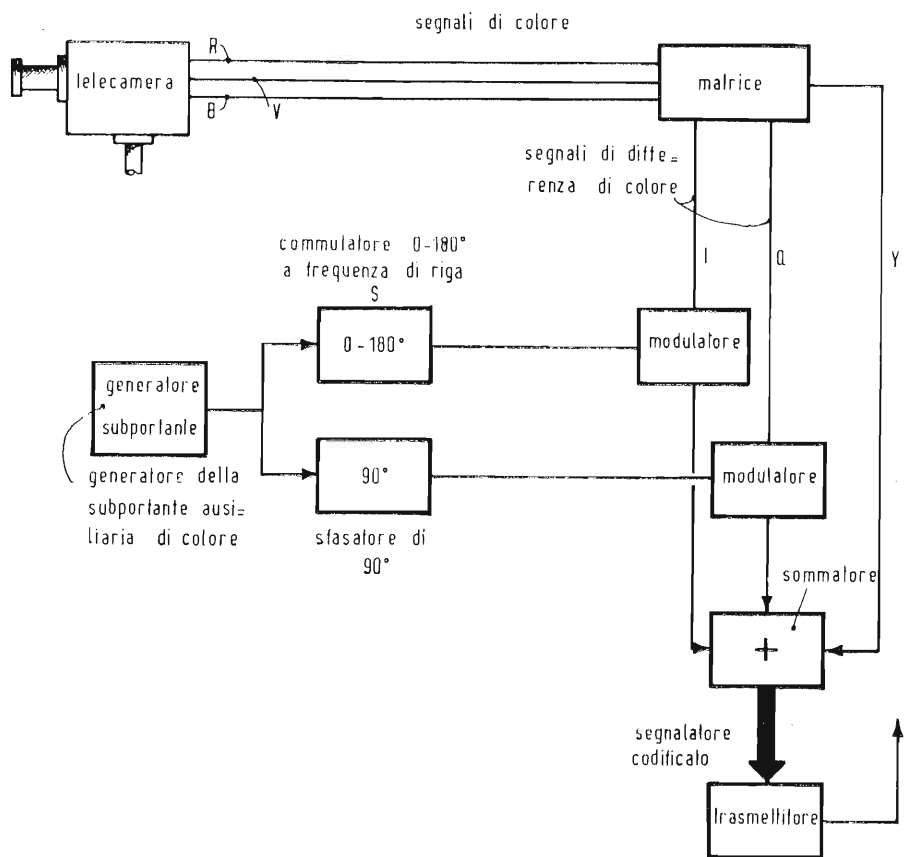 segnali di colore
R
telecamera
V
B
matrice
segnali di diffe=
renza di colore
I
Q
Y
commutatore 0-180°
a frequenza di riga
S
0-180°
modulatore
generatore
subportante
90°
modulatore
generatore della
subportante ausi=
liaria di colore
sfasatore di
90°
sommatore
+
segnalatore
codificato
trasmettitore